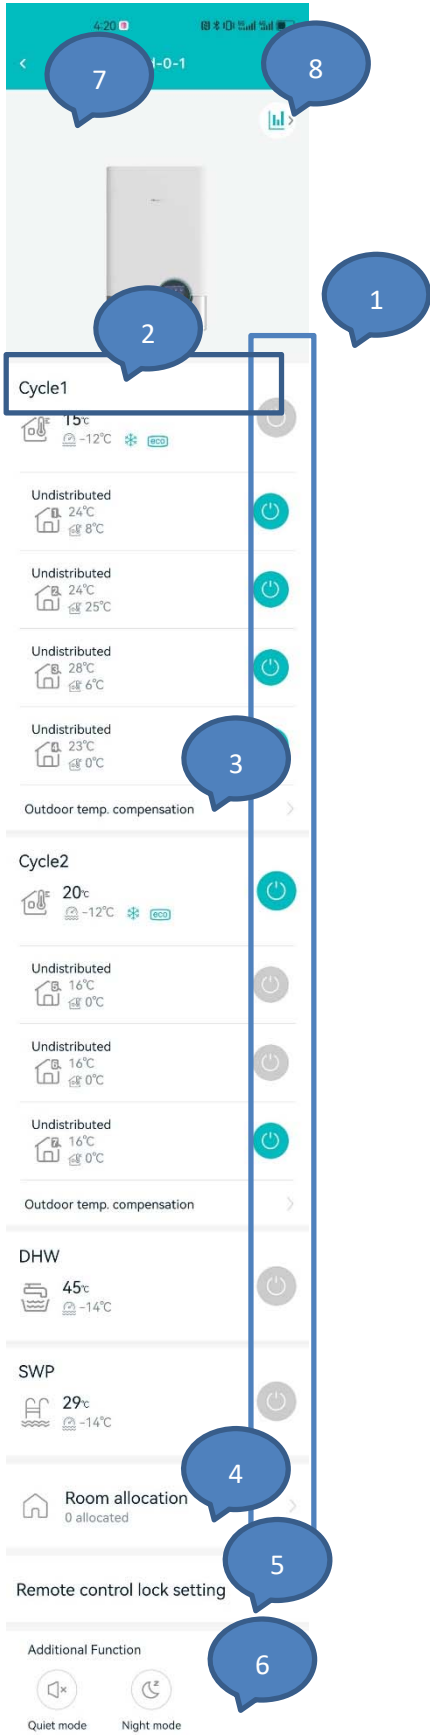 4:20
7
-0-1
8
1
2
Cycle1
15℃
-12℃ eco
Undistributed
24℃
8℃
Undistributed
24℃
25℃
Undistributed
28℃
6℃
Undistributed
23℃
0℃
3
Outdoor temp. compensation
Cycle2
20℃
-12℃ eco
Undistributed
16℃
0℃
Undistributed
16℃
0℃
Undistributed
16℃
0℃
Outdoor temp. compensation
DHW
45℃
-14℃
SWP
29℃
-14℃
4
Room allocation
0 allocated
5
Remote control lock setting
6
Additional Function
Quiet mode Night mode